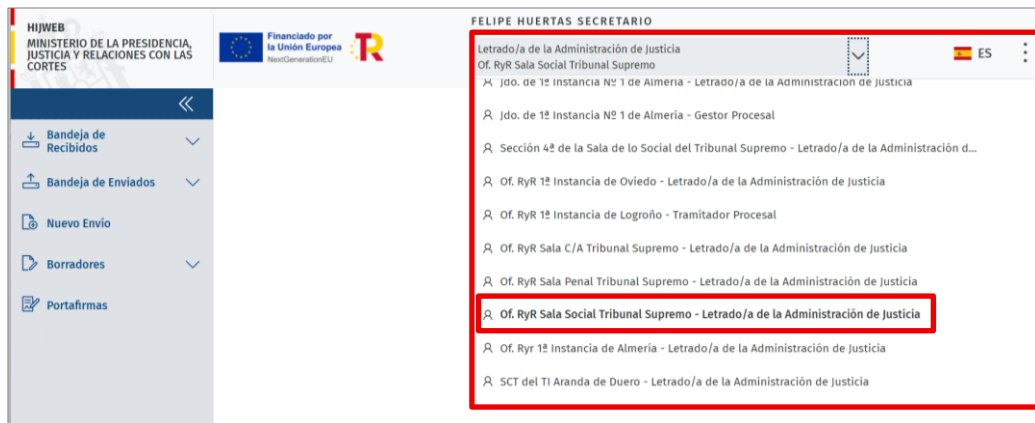 HIJWEB
MINISTERIO DE LA PRESIDENCIA,
JUSTICIA Y RELACIONES CON LAS
CORTES
Financiado por
la Unión Europea
NextGenerationEU
FELIPE HUERTAS SECRETARIO
Letrado/a de la Administración de Justicia
Of. RyR Sala Social Tribunal Supremo
ES
Bandeja de
Recibidos
Bandeja de Enviados
Nuevo Envío
Borradores
Portafirmas
Jdo. de 1ª Instancia Nº 1 de Almería - Letrado/a de la Administración de Justicia
Jdo. de 1ª Instancia Nº 1 de Almería - Gestor Procesal
Sección 4ª de la Sala de lo Social del Tribunal Supremo - Letrado/a de la Administración d...
Of. RyR 1ª Instancia de Oviedo - Letrado/a de la Administración de Justicia
Of. RyR 1ª Instancia de Logroño - Tramitador Procesal
Of. RyR Sala C/A Tribunal Supremo - Letrado/a de la Administración de Justicia
Of. RyR Sala Penal Tribunal Supremo - Letrado/a de la Administración de Justicia
Of. RyR Sala Social Tribunal Supremo - Letrado/a de la Administración de Justicia
Of. Ryr 1ª Instancia de Almería - Letrado/a de la Administración de Justicia
SCT del TI Aranda de Duero - Letrado/a de la Administración de Justicia